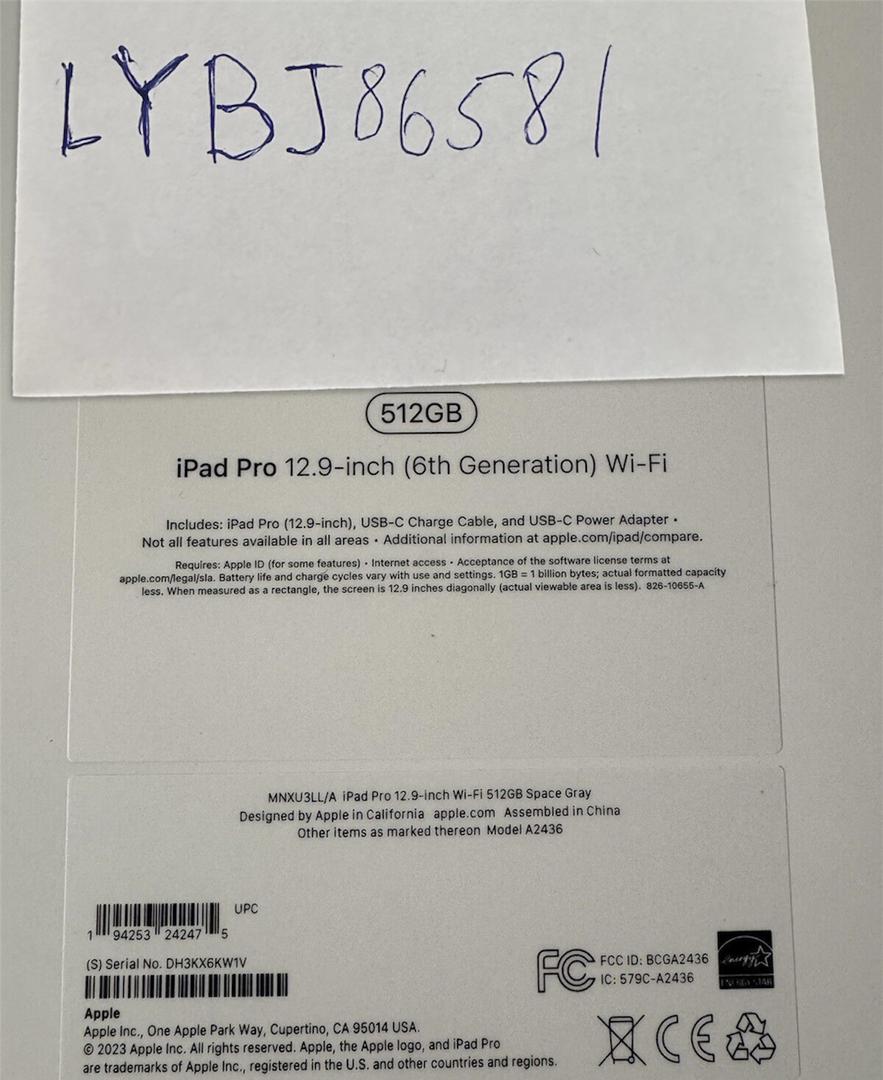 LYBJ86581
512GB
iPad Pro 12.9-inch (6th Generation) Wi-Fi
Includes: iPad Pro (12.9-inch), USB-C Charge Cable, and USB-C Power Adapter •
Not all features available in all areas • Additional information at apple.com/ipad/compare.
Requires: Apple ID (for some features) • Internet access • Acceptance of the software license terms at
apple.com/legal/sla. Battery life and charge cycles vary with use and settings. 1GB = 1 billion bytes; actual formatted capacity
less. When measured as a rectangle, the screen is 12.9 inches diagonally (actual viewable area is less). 826-10655-A
MNXU3LL/A iPad Pro 12.9-inch Wi-Fi 512GB Space Gray
Designed by Apple in California apple.com Assembled in China
Other items as marked thereon Model A2436
UPC
1 94253 24247 5
(S) Serial No. DH3KX6KW1V
FCC ID: BCGA2436
IC: 579C-A2436
energy
ENERGY STAR
Apple
Apple Inc., One Apple Park Way, Cupertino, CA 95014 USA.
© 2023 Apple Inc. All rights reserved. Apple, the Apple logo, and iPad Pro
are trademarks of Apple Inc., registered in the U.S. and other countries and regions.